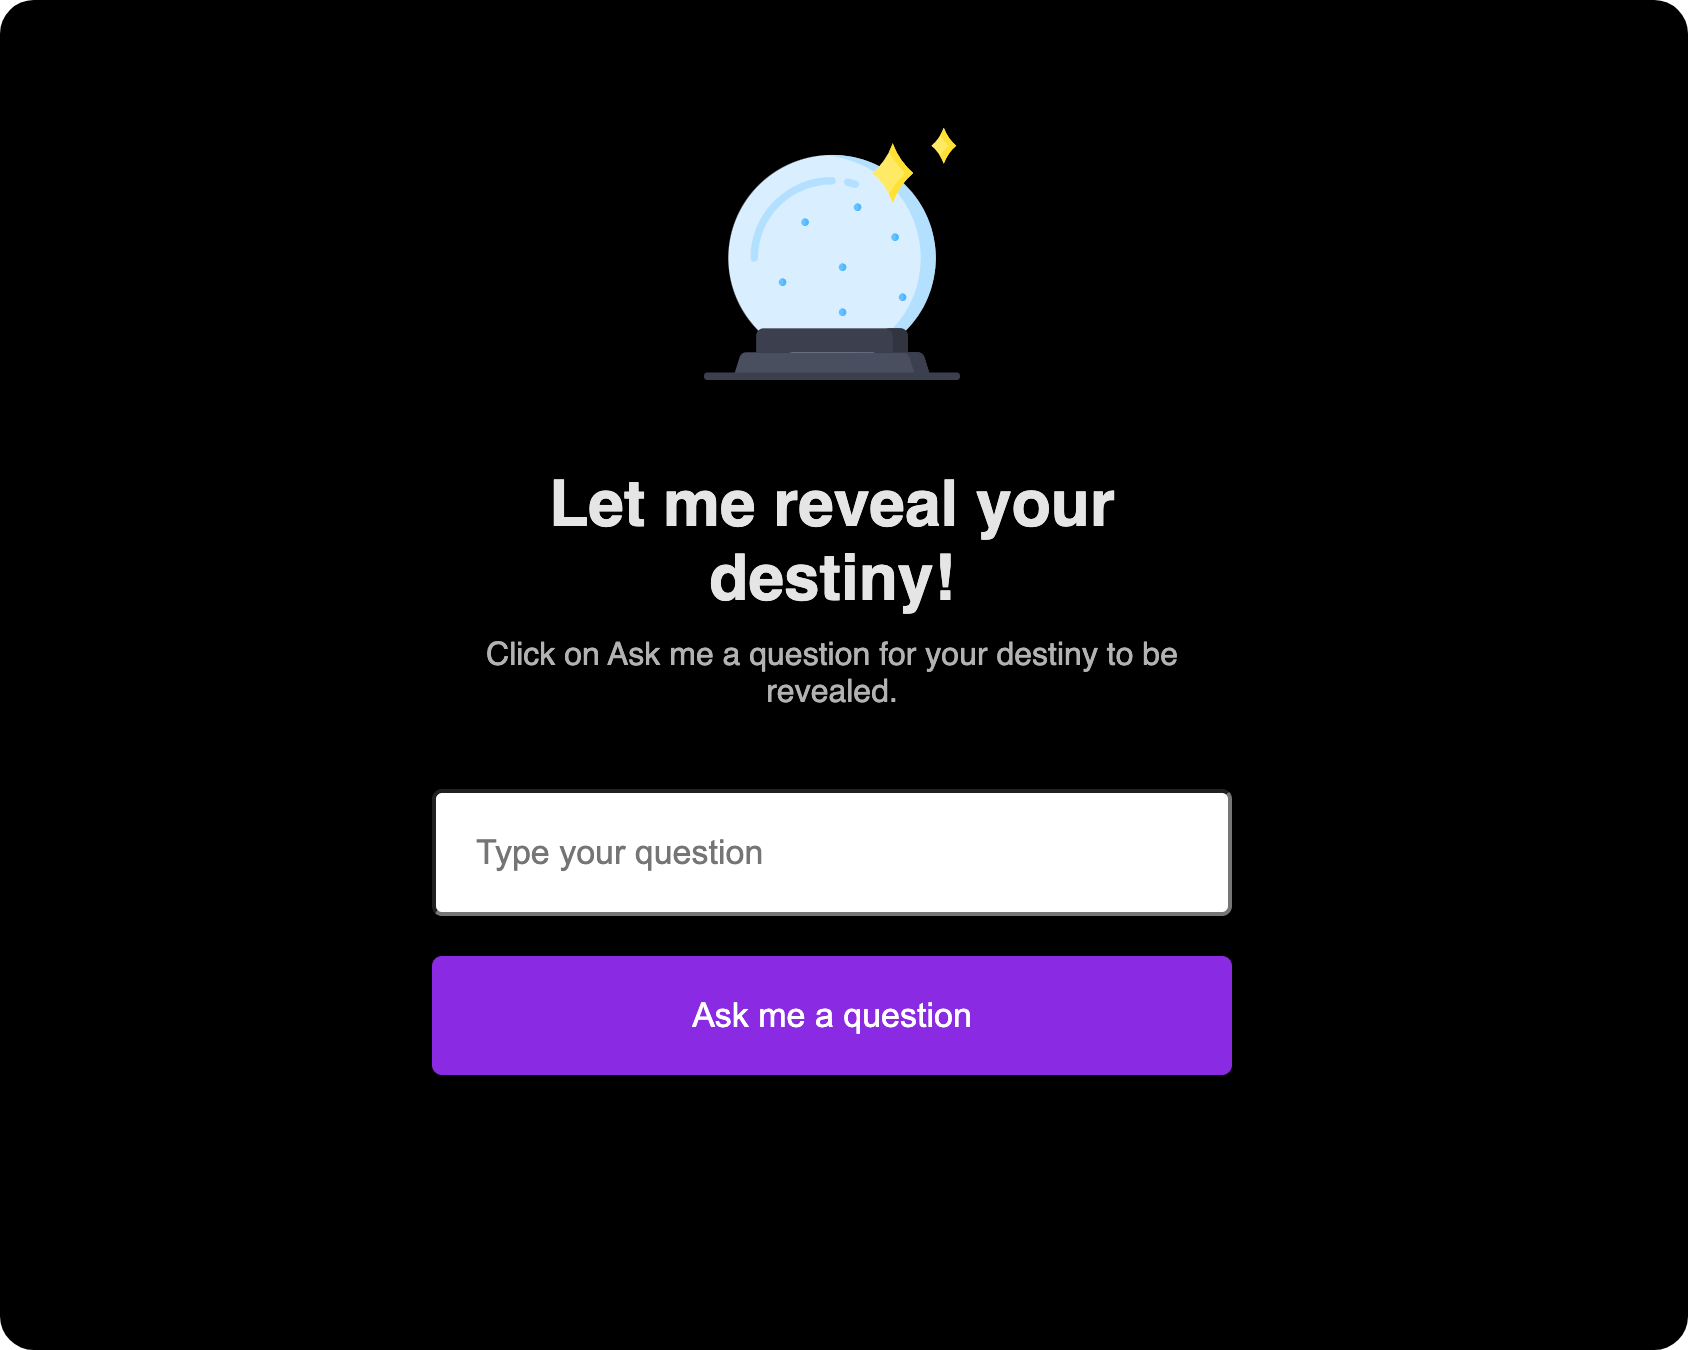 Let me reveal your
destiny!
Click on Ask me a question for your destiny to be
revealed.
Type your question
Ask me a question